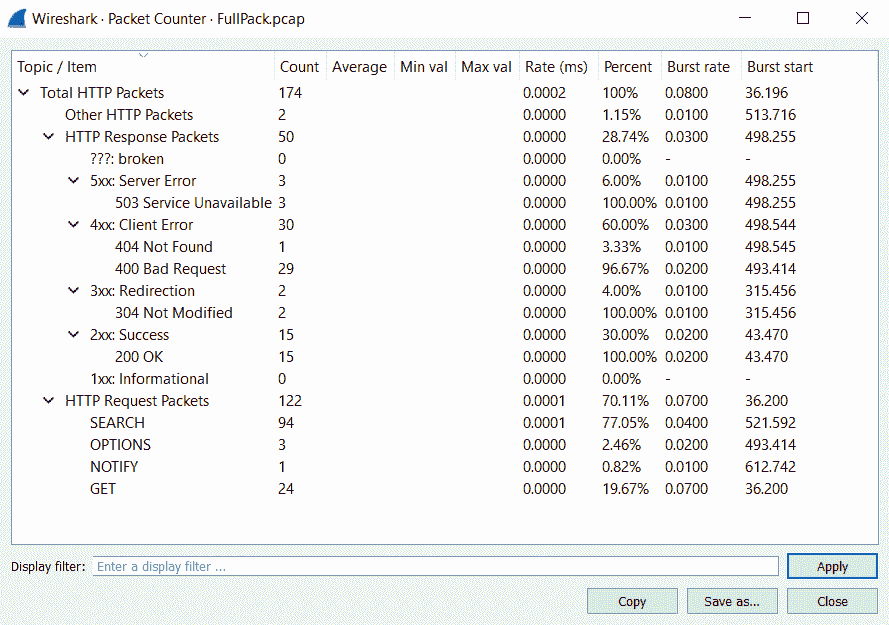 Wireshark · Packet Counter · FullPack.pcap
Topic / Item Count Average Min val Max val Rate (ms) Percent Burst rate Burst start
Total HTTP Packets 174 0.0002 100% 0.0800 36.196
Other HTTP Packets 2 0.0000 1.15% 0.0100 513.716
HTTP Response Packets 50 0.0000 28.74% 0.0300 498.255
???: broken 0 0.0000 0.00% - -
5xx: Server Error 3 0.0000 6.00% 0.0100 498.255
503 Service Unavailable 3 0.0000 100.00% 0.0100 498.255
4xx: Client Error 30 0.0000 60.00% 0.0300 498.544
404 Not Found 1 0.0000 3.33% 0.0100 498.545
400 Bad Request 29 0.0000 96.67% 0.0200 493.414
3xx: Redirection 2 0.0000 4.00% 0.0100 315.456
304 Not Modified 2 0.0000 100.00% 0.0100 315.456
2xx: Success 15 0.0000 30.00% 0.0200 43.470
200 OK 15 0.0000 100.00% 0.0200 43.470
1xx: Informational 0 0.0000 0.00% - -
HTTP Request Packets 122 0.0001 70.11% 0.0700 36.200
SEARCH 94 0.0001 77.05% 0.0400 521.592
OPTIONS 3 0.0000 2.46% 0.0200 493.414
NOTIFY 1 0.0000 0.82% 0.0100 612.742
GET 24 0.0000 19.67% 0.0700 36.200
Display filter: Enter a display filter ... Apply
Copy Save as... Close